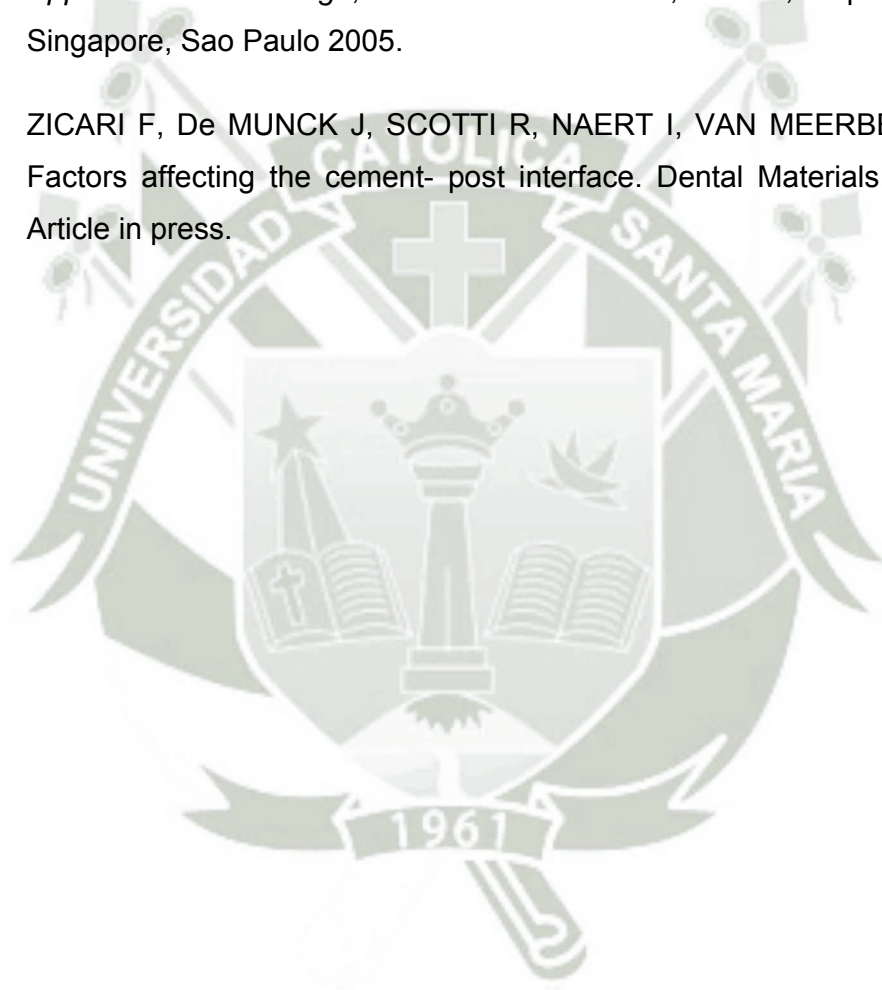 Singapore, Sao Paulo 2005.
ZICARI F, De MUNCK J, SCOTTI R, NAERT I, VAN MEERBE
Factors affecting the cement- post interface. Dental Materials
Article in press.
UNIVERSIDAD CATOLICA SANTA MARIA
1961